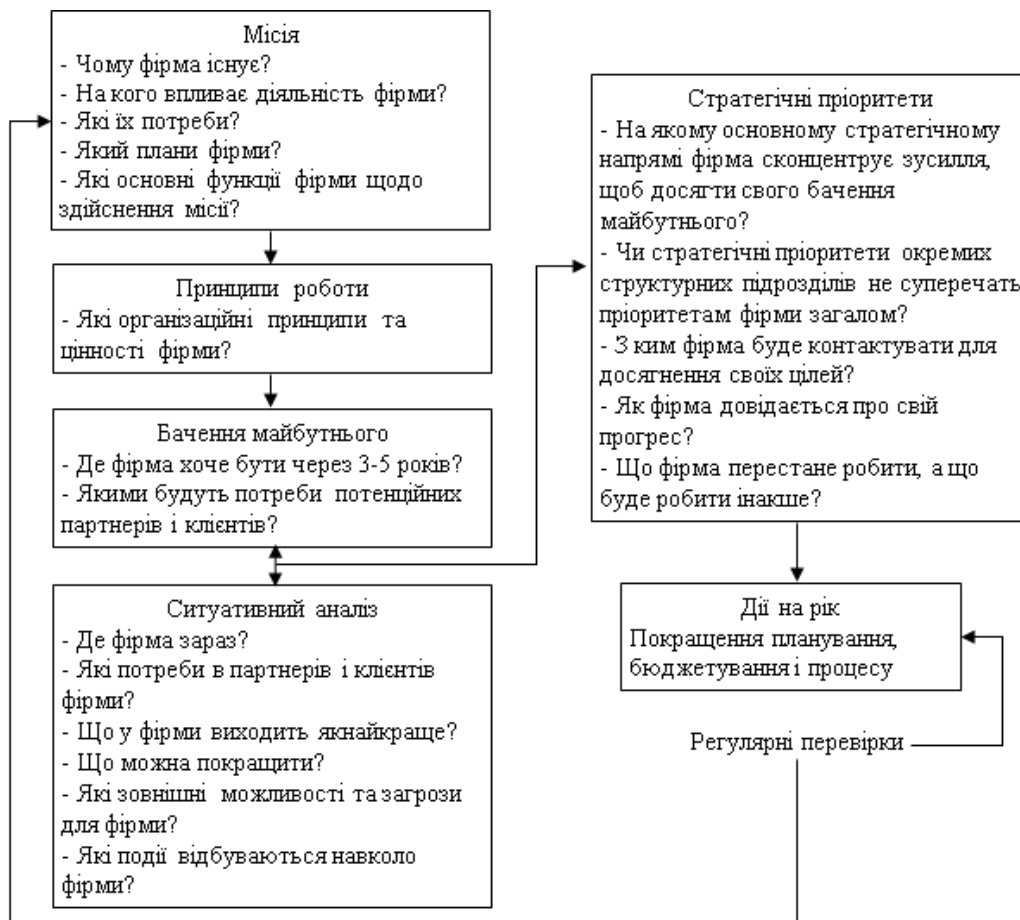 Місія
- Чому фірма існує?
- На кого впливає діяльність фірми?
- Які їх потреби?
- Який плани фірми?
- Які основні функції фірми щодо
здійснення місії?
Принципи роботи
- Які організаційні принципи та
цінності фірми?
Бачення майбутнього
- Де фірма хоче бути через 3-5 років?
- Якими будуть потреби потенційних
партнерів і клієнтів?
Ситуативний аналіз
- Де фірма зараз?
- Які потреби в партнерів і клієнтів
фірми?
- Що у фірми виходить якнайкраще?
- Що можна покращити?
- Які зовнішні можливості та загрози
для фірми?
- Які події відбуваються навколо
фірми?
Стратегічні пріоритети
- На якому основному стратегічному
напрямі фірма сконцентрує зусилля,
щоб досягти свого бачення
майбутнього?
- Чи стратегічні пріоритети окремих
структурних підрозділів не суперечать
пріоритетам фірми загалом?
- З ким фірма буде контактувати для
досягнення своїх цілей?
- Як фірма довідається про свій
прогрес?
- Що фірма перестане робити, а що
буде робити інакше?
Дії на рік
Покращення планування,
бюджетування і процесу
Регулярні перевірки